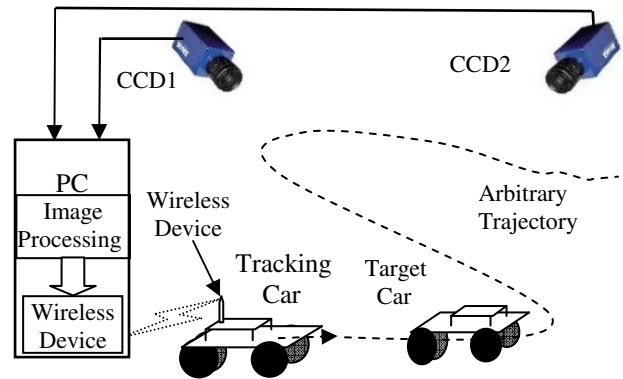 CCD1
CCD2
PC
Image
Processing
Wireless
Device
Wireless
Device
Tracking
Car
Target
Car
Arbitrary
Trajectory